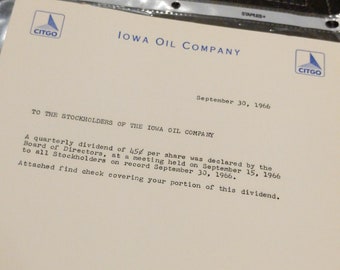 STAPLES®
CITGO
IOWA OIL COMPANY
CITGO
September 30, 1966
TO THE STOCKHOLDERS OF THE IOWA OIL COMPANY
A quarterly dividend of 45¢ per share was declared by the
Board of Directors, at a meeting held on September 15, 1966
to all Stockholders on record September 30, 1966.
Attached find check covering your portion of this dividend.